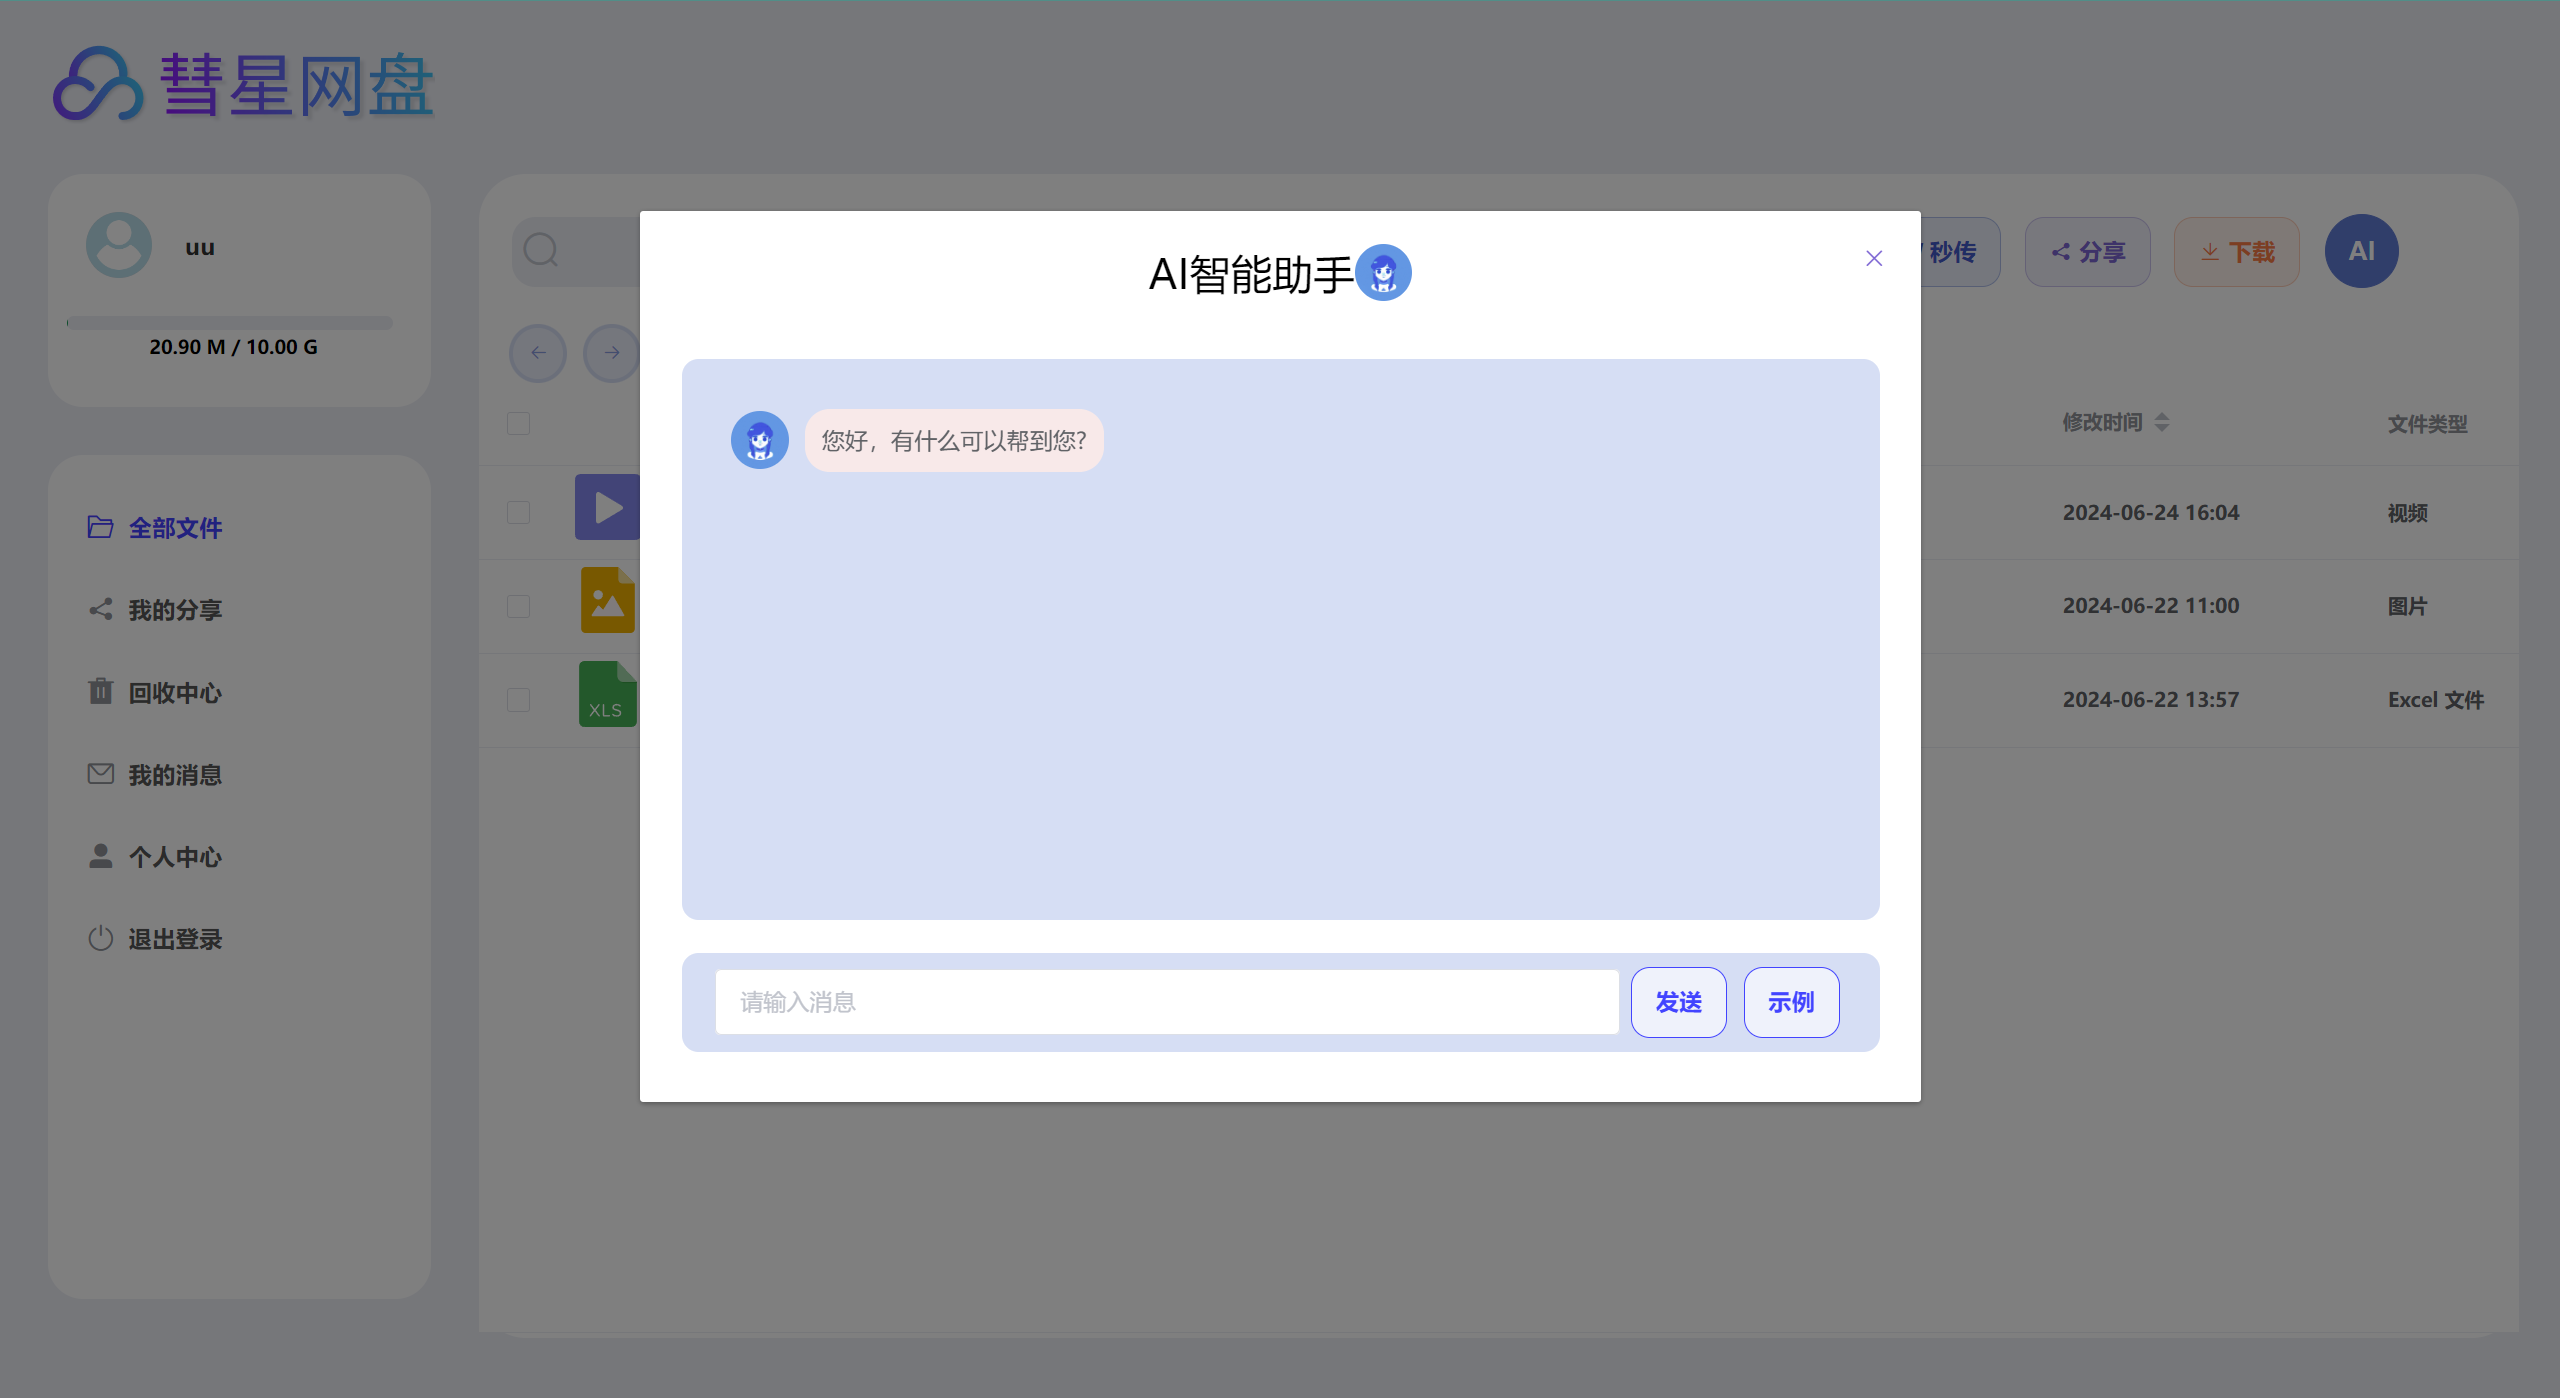 彗星网盘
uu
20.90 M / 10.00 G
全部文件
我的分享
回收中心
我的消息
个人中心
退出登录
秒传
分享
下载
AI
修改时间
文件类型
2024-06-24 16:04
视频
2024-06-22 11:00
图片
XLS
2024-06-22 13:57
Excel 文件
AI智能助手
您好，有什么可以帮到您?
请输入消息
发送
示例